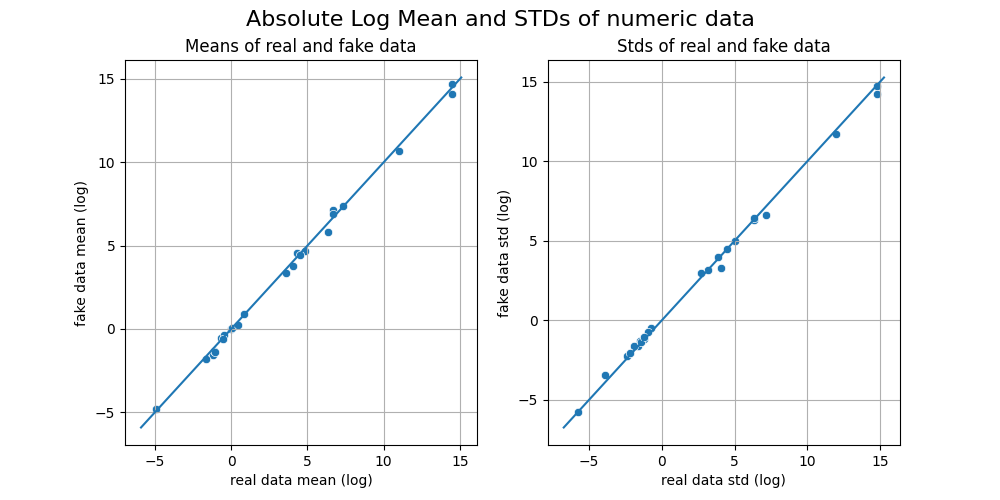 Absolute Log Mean and STDs of numeric data
Means of real and fake data
15
10
5
0
−5
fake data mean (log)
−5 0 5 10 15
real data mean (log)
Stds of real and fake data
15
10
5
0
−5
fake data std (log)
−5 0 5 10 15
real data std (log)